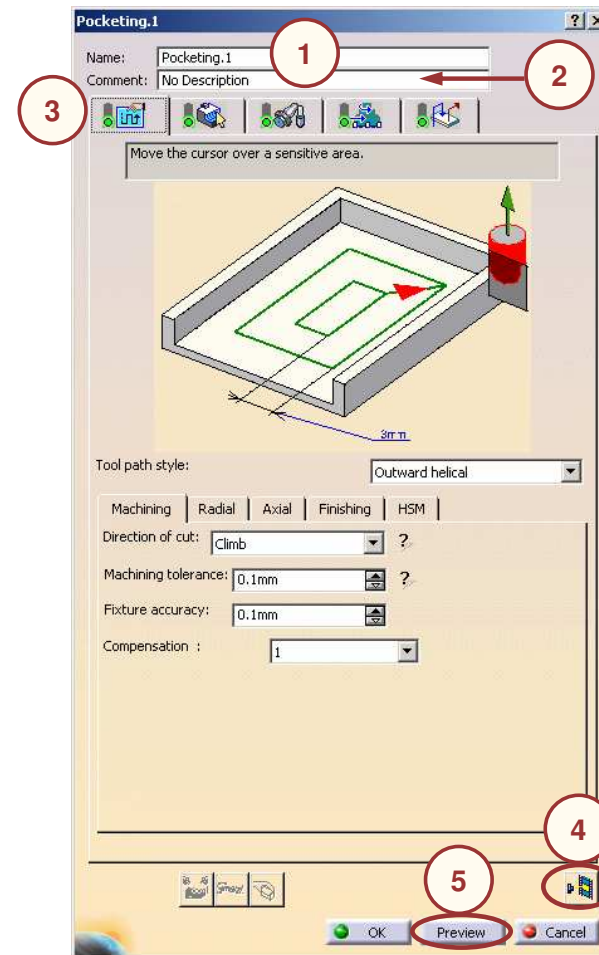 Pocketing.1
Name: Pocketing.1
1
Comment: No Description
2
3
Move the cursor over a sensitive area.
3mm
Tool path style: Outward helical
Machining Radial Axial Finishing HSM
Direction of cut: Climb ?
Machining tolerance: 0.1mm ?
Fixture accuracy: 0.1mm
Compensation : 1
4
5
OK Preview Cancel